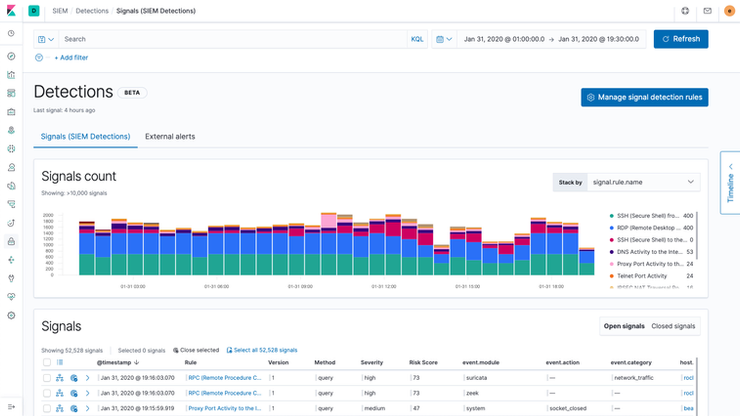 D SIEM Detections Signals (SIEM Detections) e
Search KQL Jan 31, 2020 @ 01:00:00.0 → Jan 31, 2020 @ 19:30:00.0 Refresh
+ Add filter
Detections BETA
Last signal: 4 hours ago
Manage signal detection rules
Signals (SIEM Detections) External alerts
Timeline
Signals count
Showing: >10,000 signals
Stack by signal.rule.name
2000
1800
1600
1400
1200
1000
800
600
400
200
0
01-31 03:00 01-31 06:00 01-31 09:00 01-31 12:00 01-31 15:00 01-31 18:00
SSH (Secure Shell) fro... 400
RDP (Remote Desktop ... 400
SSH (Secure Shell) to the... 0
DNS Activity to the Inte... 53
Proxy Port Activity to th... 24
Telnet Port Activity 24
Signals
Open signals Closed signals
Showing 52,528 signals Selected 0 signals Close selected Select all 52,528 signals
@timestamp Rule Version Method Severity Risk Score event.module event.action event.category host.
Jan 31, 2020 @ 19:16:03.070 RPC (Remote Procedure C... 1 query high 73 suricata — network_traffic rocl
Jan 31, 2020 @ 19:16:03.070 RPC (Remote Procedure C... 1 query high 73 zeek — — rocl
Jan 31, 2020 @ 19:15:59.919 Proxy Port Activity to the I... 1 query medium 47 system socket_closed — bea